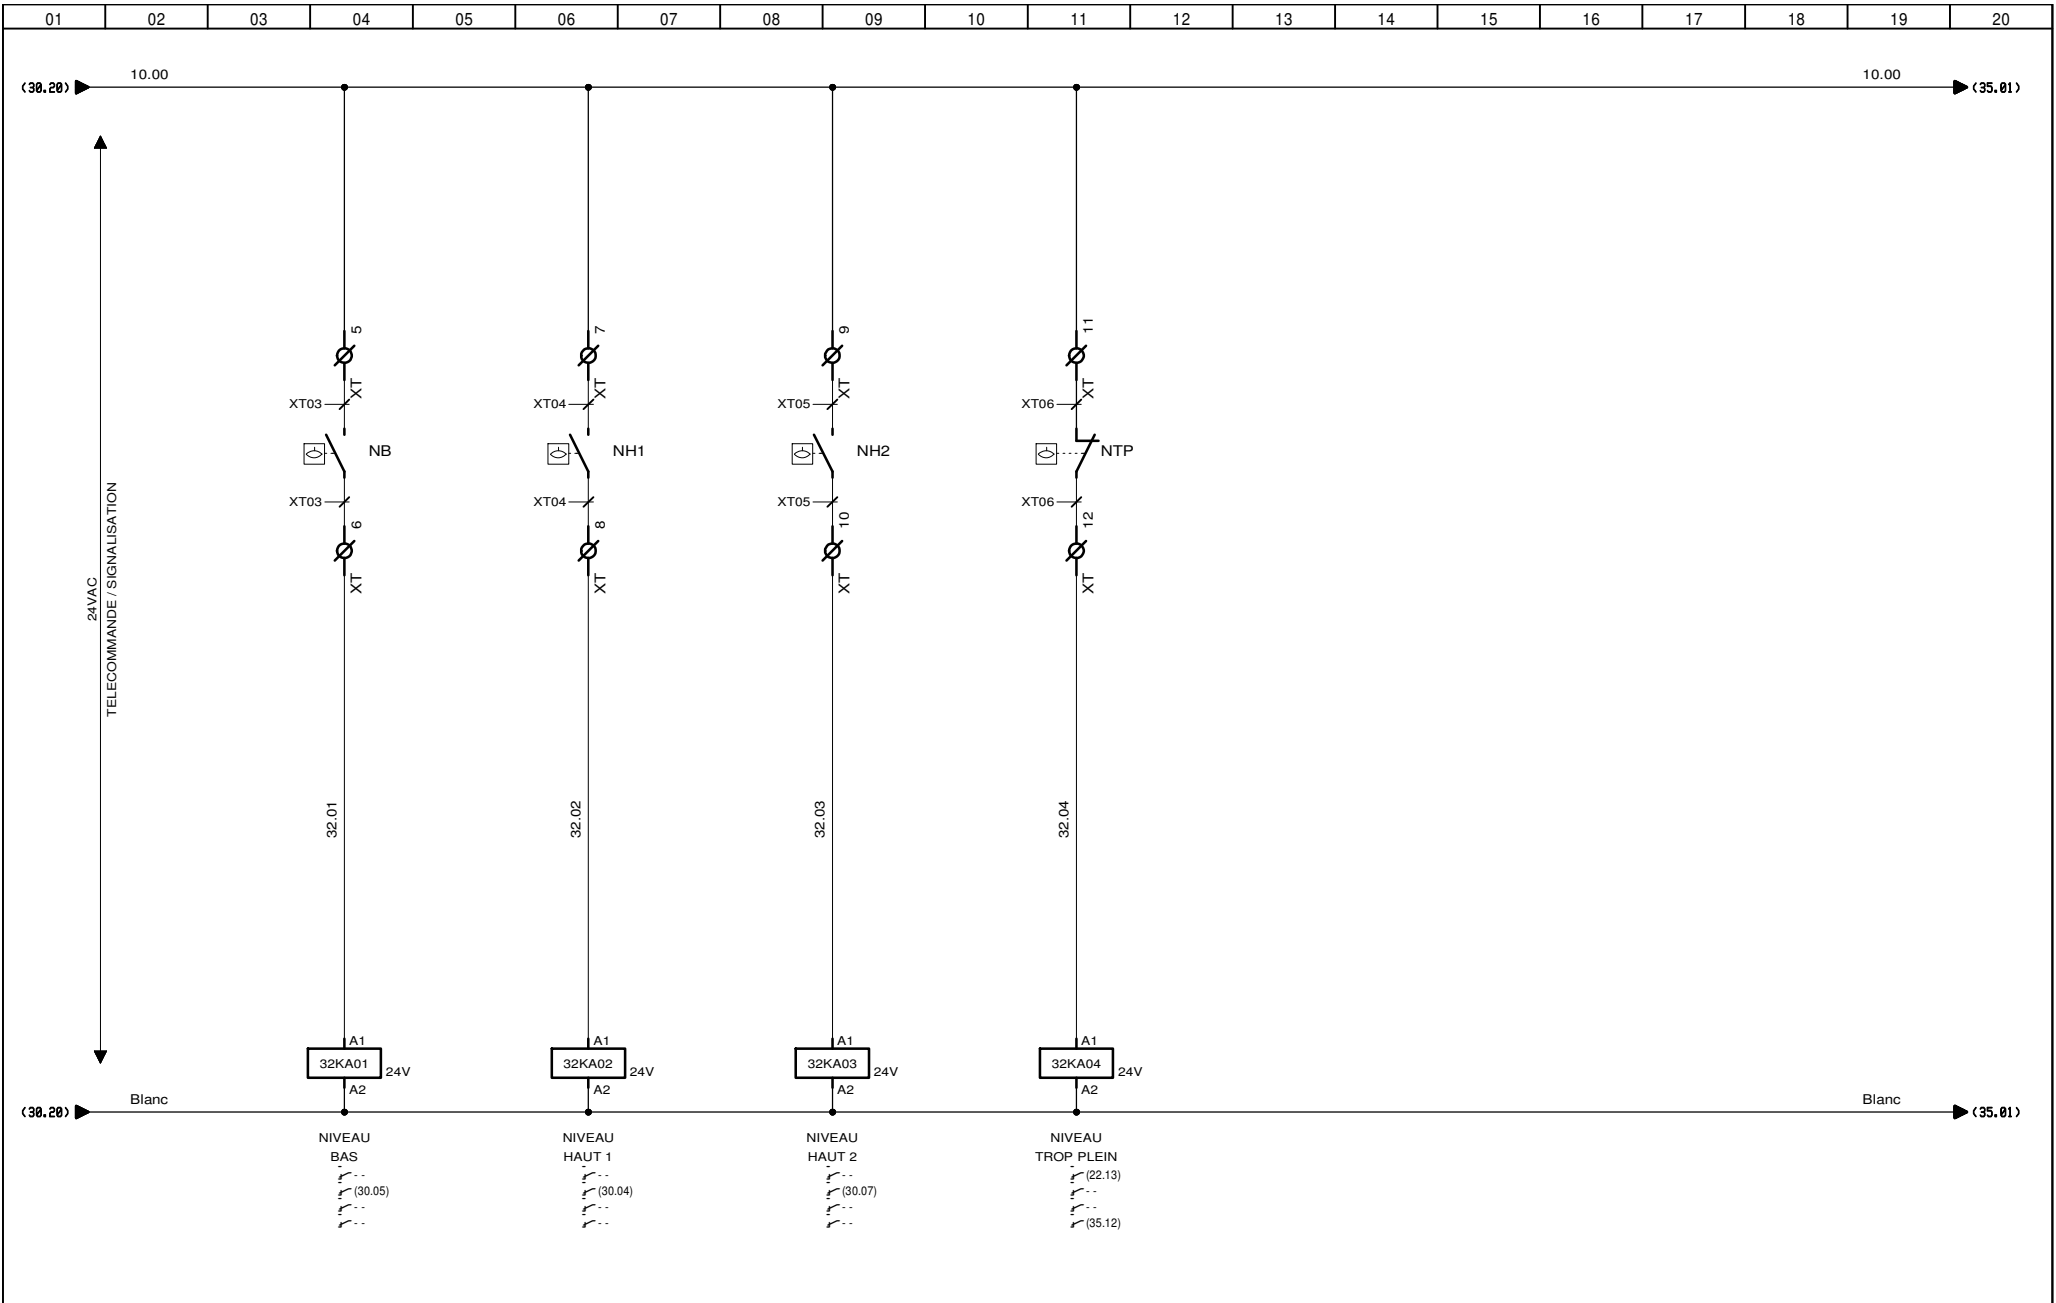 01 02 03 04 05 06 07 08 09 10 11 12 13 14 15 16 17 18 19 20
10.00 10.00
(30.20) (35.01)
24VAC
TELECOMMANDE / SIGNALISATION
5 7 9 11
XT XT XT XT
XT03 XT04 XT05 XT06
NB NH1 NH2 NTP
XT03 XT04 XT05 XT06
6 8 10 12
XT XT XT XT
32.01 32.02 32.03 32.04
A1 A1 A1 A1
32KA01 24V 32KA02 24V 32KA03 24V 32KA04 24V
A2 A2 A2 A2
Blanc Blanc
(30.20) (35.01)
NIVEAU NIVEAU NIVEAU NIVEAU
BAS HAUT 1 HAUT 2 TROP PLEIN
- - - - - - (22.13)
(30.05) (30.04) (30.07) - -
- - - - - - - -
- - - - - - (35.12)